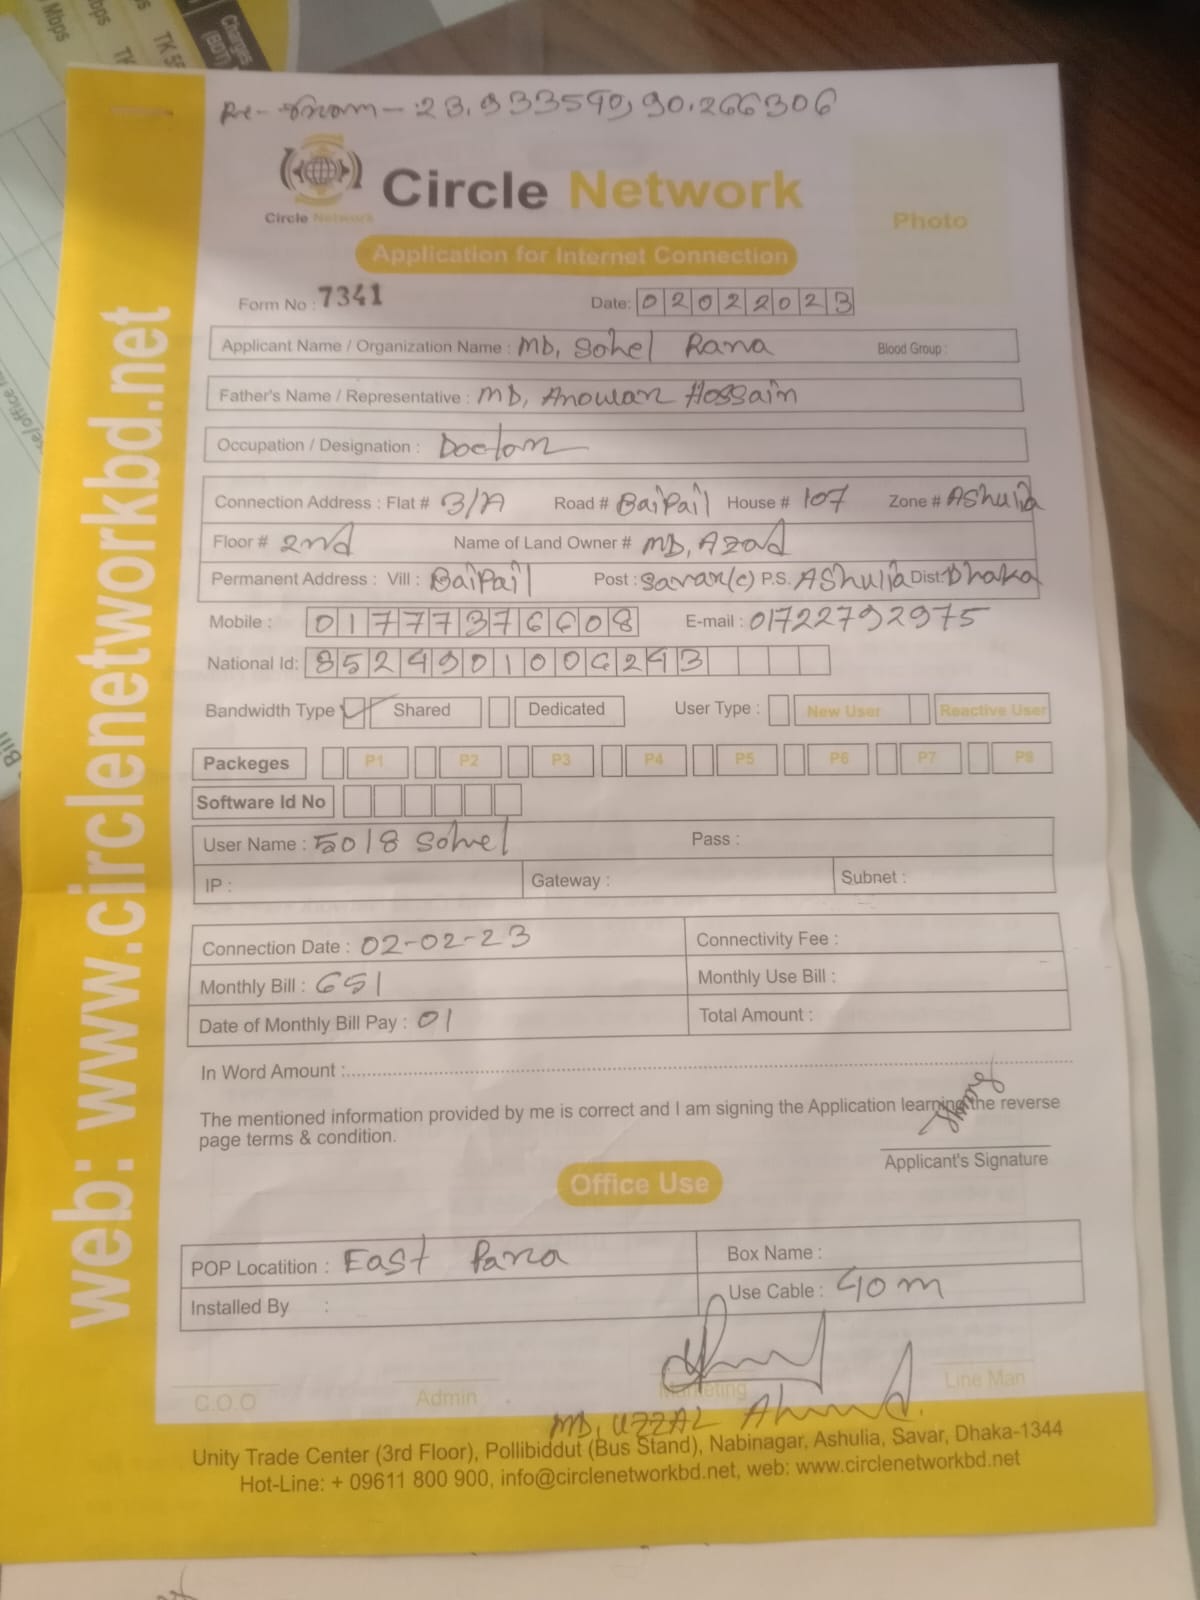 Re- - 23.933590, 90.266306
Circle Network
Circle Network
Photo
Application for Internet Connection
Form No : 7341
Date: 02022023
Applicant Name / Organization Name : MD, Sohel Rana Blood Group :
Father's Name / Representative : MD, Anowar Hossain
Occupation / Designation : Doctor
Connection Address : Flat # 3/A Road # BaiPail House # 107 Zone # AShulia
Floor # 2nd Name of Land Owner # MD, AZad
Permanent Address : Vill : BaiPail Post : Savar(c) P.S. AShulia Dist: Dhaka
Mobile : 01777376608 E-mail : 01722792975
National Id: 8524901006243
Bandwidth Type ✓ Shared Dedicated User Type : New User Reactive User
Packeges P1 P2 P3 P4 P5 P6 P7 P8
Software Id No
User Name : 5018 Sohel Pass :
IP : Gateway : Subnet :
Connection Date : 02-02-23 Connectivity Fee :
Monthly Bill : 651 Monthly Use Bill :
Date of Monthly Bill Pay : 01 Total Amount :
In Word Amount :
The mentioned information provided by me is correct and I am signing the Application learning the reverse
page terms & condition.
Applicant's Signature
Office Use
POP Locatition : East Para Box Name :
Installed By : Use Cable : 40m
C.O.O Admin Marketing Line Man
MD, UZZAL Ahmed.
Unity Trade Center (3rd Floor), Pollibiddut (Bus Stand), Nabinagar, Ashulia, Savar, Dhaka-1344
Hot-Line: + 09611 800 900, info@circlenetworkbd.net, web: www.circlenetworkbd.net
web: www.circlenetworkbd.net
Charges
(BDT)
Mbps